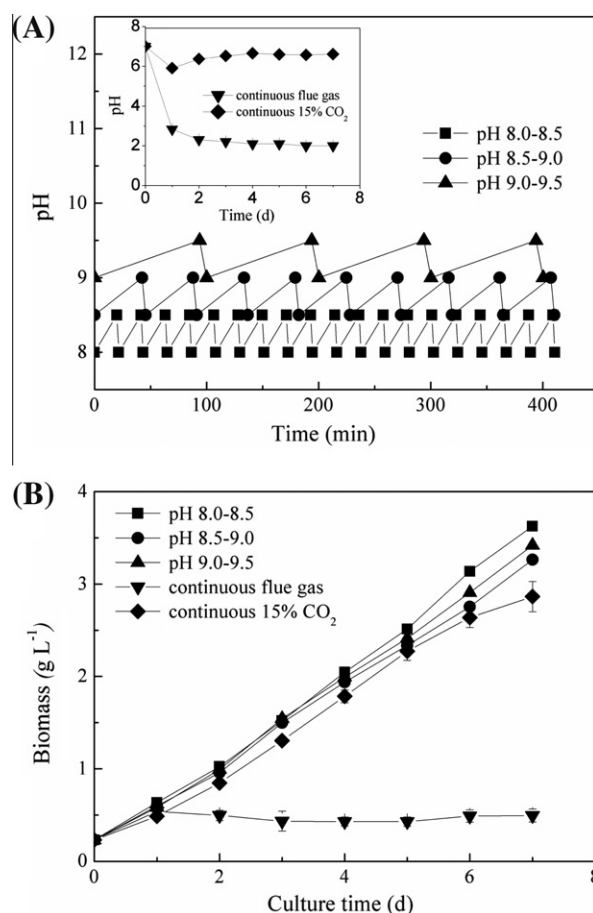 (A)
12
11
10
9
8
pH
8
6
4
2
0
pH
continuous flue gas
continuous 15% CO₂
0 2 4 6 8
Time (d)
pH 8.0-8.5
pH 8.5-9.0
pH 9.0-9.5
0 100 200 300 400
Time (min)
(B)
4
3
2
1
0
Biomass (g L⁻¹)
pH 8.0-8.5
pH 8.5-9.0
pH 9.0-9.5
continuous flue gas
continuous 15% CO₂
0 2 4 6 8
Culture time (d)